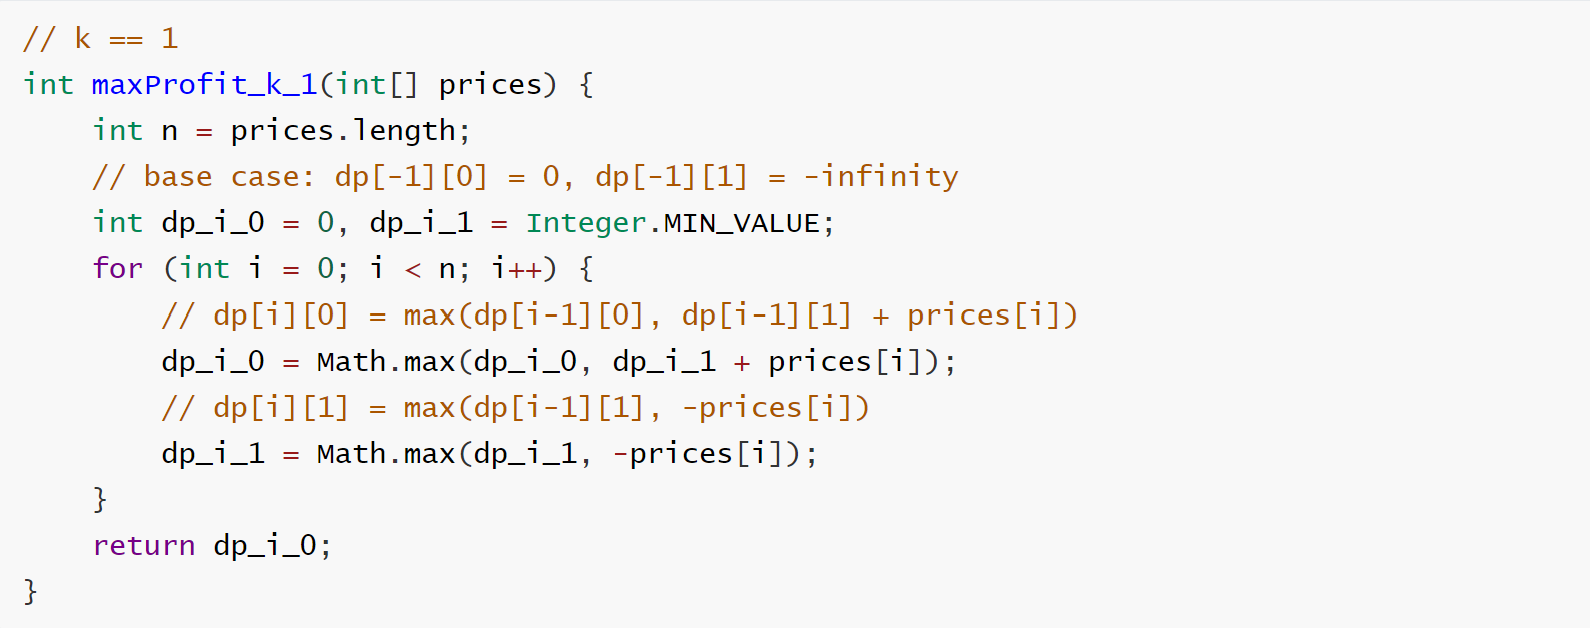 // k == 1
int maxProfit_k_1(int[] prices) {
    int n = prices.length;
    // base case: dp[-1][0] = 0, dp[-1][1] = -infinity
    int dp_i_0 = 0, dp_i_1 = Integer.MIN_VALUE;
    for (int i = 0; i < n; i++) {
        // dp[i][0] = max(dp[i-1][0], dp[i-1][1] + prices[i])
        dp_i_0 = Math.max(dp_i_0, dp_i_1 + prices[i]);
        // dp[i][1] = max(dp[i-1][1], -prices[i])
        dp_i_1 = Math.max(dp_i_1, -prices[i]);
    }
    return dp_i_0;
}